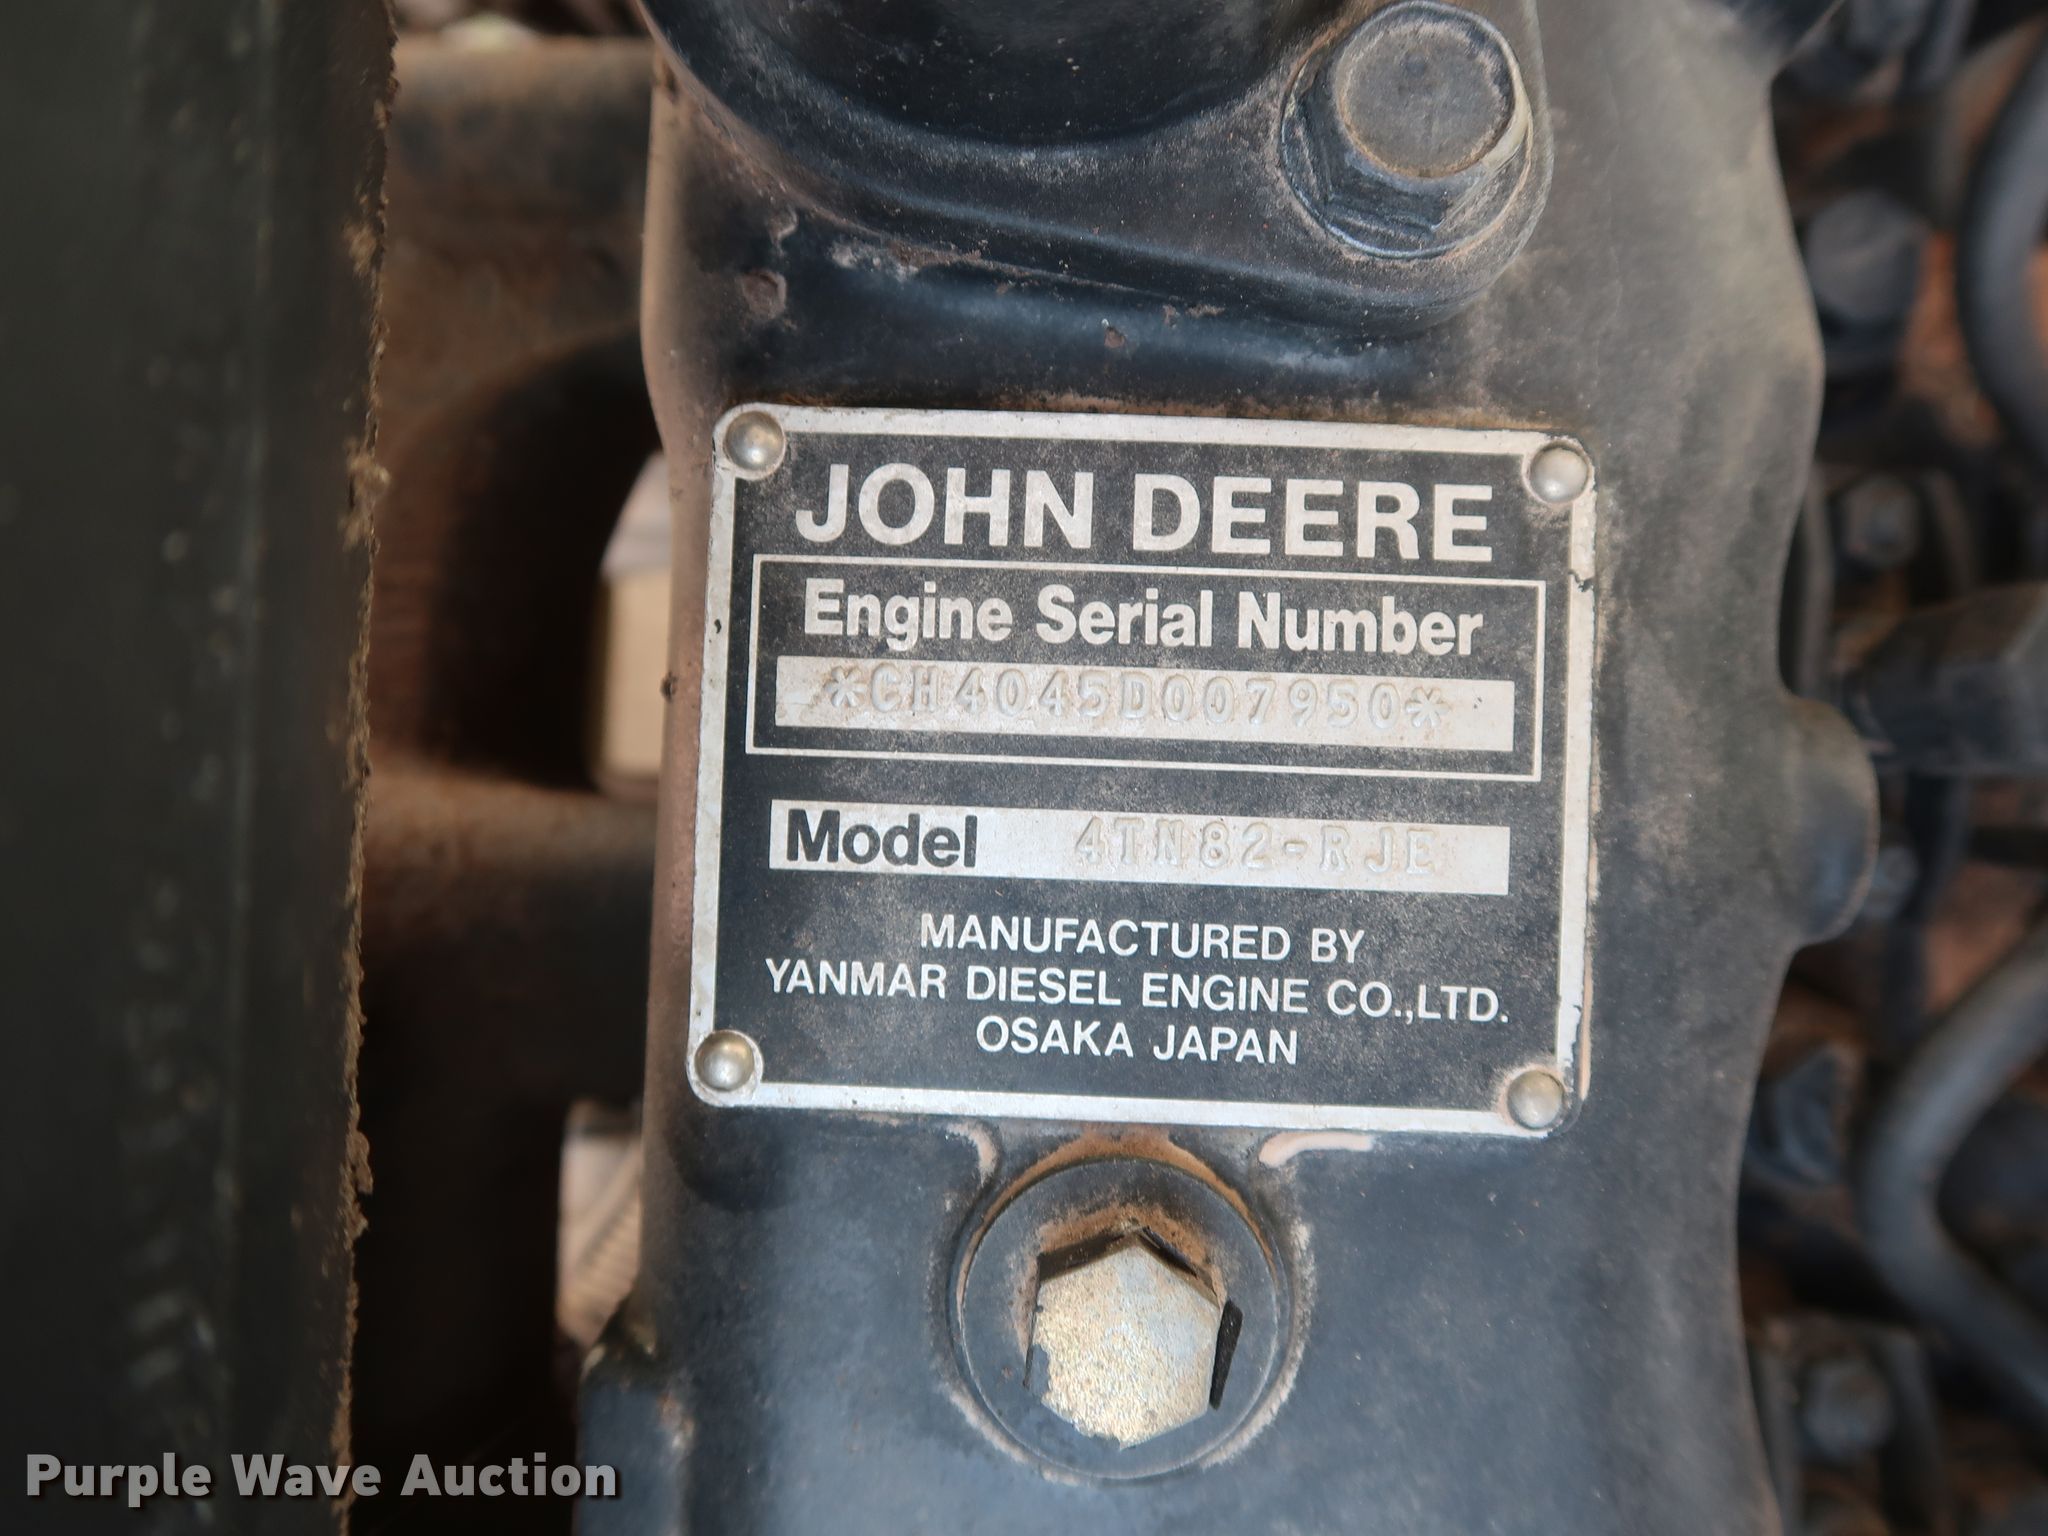 JOHN DEERE
Engine Serial Number
*CH4045D007950*
Model 4TN82-RJE
MANUFACTURED BY
YANMAR DIESEL ENGINE CO.,LTD.
OSAKA JAPAN
Purple Wave Auction